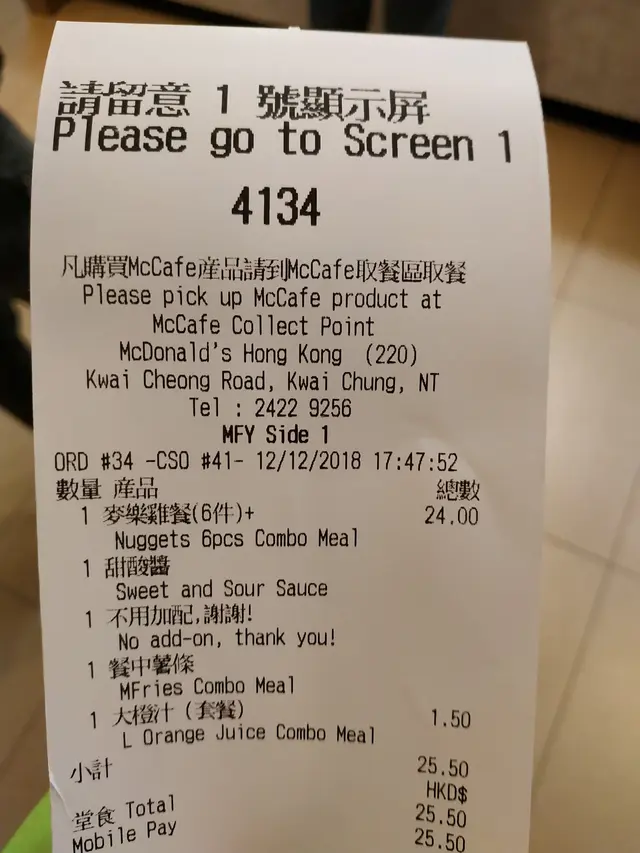 請留意 1 號顯示屏
Please go to Screen 1
4134
凡購買McCafe產品請到McCafe取餐區取餐
Please pick up McCafe product at
McCafe Collect Point
McDonald's Hong Kong (220)
Kwai Cheong Road, Kwai Chung, NT
Tel : 2422 9256
MFY Side 1
ORD #34 -CSO #41- 12/12/2018 17:47:52
數量 產品 總數
1 麥樂雞餐(6件)+ 24.00
Nuggets 6pcs Combo Meal
1 甜酸醬
Sweet and Sour Sauce
1 不用加配,謝謝!
No add-on, thank you!
1 餐中薯條
MFries Combo Meal
1 大橙汁 (套餐) 1.50
L Orange Juice Combo Meal
小計 25.50
HKD$
堂食 Total 25.50
Mobile Pay 25.50